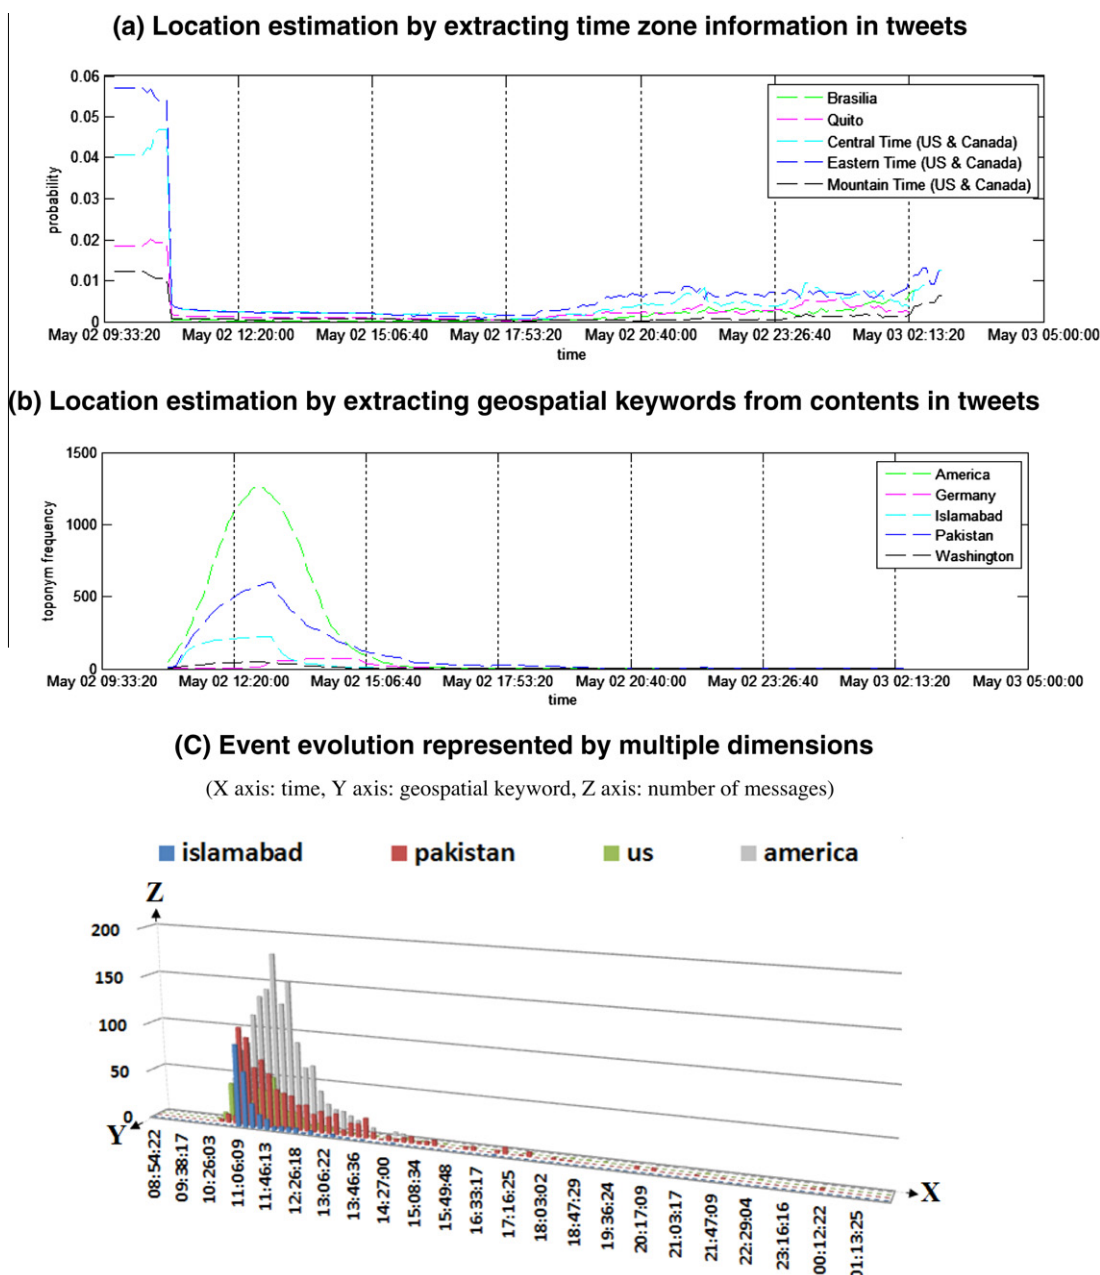 (a) Location estimation by extracting time zone information in tweets
0.06
0.05
0.04
0.03
0.02
0.01
0
probability
Brasilia
Quito
Central Time (US & Canada)
Eastern Time (US & Canada)
Mountain Time (US & Canada)
May 02 09:33:20 May 02 12:20:00 May 02 15:06:40 May 02 17:53:20 May 02 20:40:00 May 02 23:26:40 May 03 02:13:20 May 03 05:00:00
time
(b) Location estimation by extracting geospatial keywords from contents in tweets
1500
1000
500
0
toponym frequency
America
Germany
Islamabad
Pakistan
Washington
May 02 09:33:20 May 02 12:20:00 May 02 15:06:40 May 02 17:53:20 May 02 20:40:00 May 02 23:26:40 May 03 02:13:20 May 03 05:00:00
time
(C) Event evolution represented by multiple dimensions
(X axis: time, Y axis: geospatial keyword, Z axis: number of messages)
islamabad pakistan us america
Z
200
150
100
50
0
Y
X
08:54:22
09:38:17
10:26:03
11:06:09
11:46:13
12:26:18
13:06:22
13:46:36
14:27:00
15:08:34
15:49:48
16:33:17
17:16:25
18:03:02
18:47:29
19:36:24
20:17:09
21:03:17
21:47:09
22:29:04
23:16:16
00:12:22
01:13:25